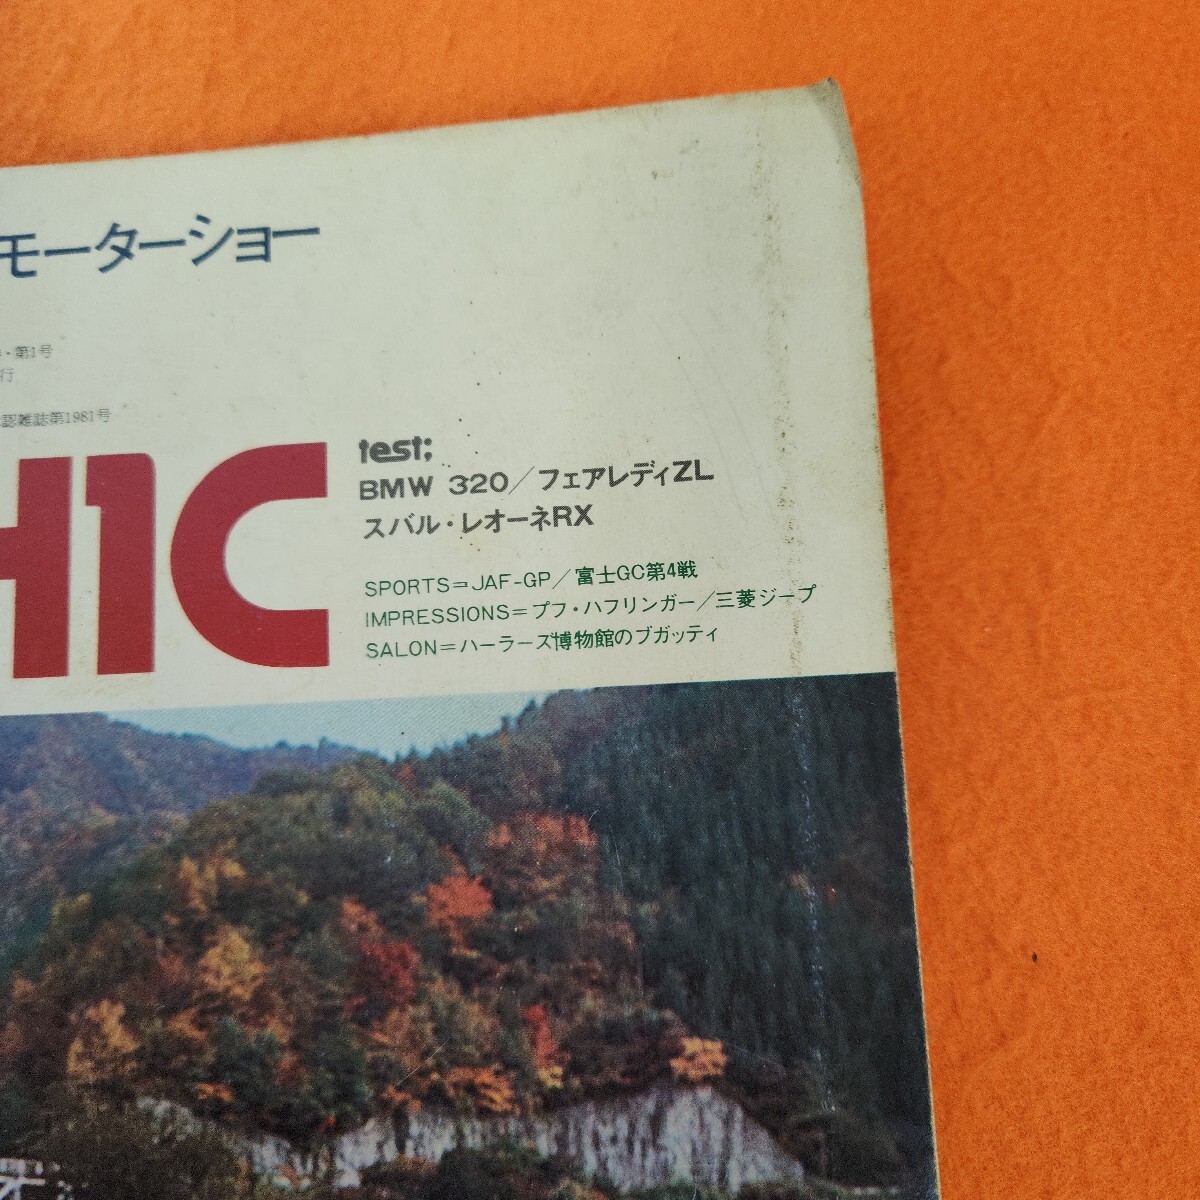 モーターショー
・第1号
行
認雑誌第1981号
H1C
test;
BMW 320／フェアレディZL
スバル・レオーネRX
SPORTS＝JAF-GP／富士GC第4戦
IMPRESSIONS＝プフ・ハフリンガー／三菱ジープ
SALON＝ハーラーズ博物館のブガッティ